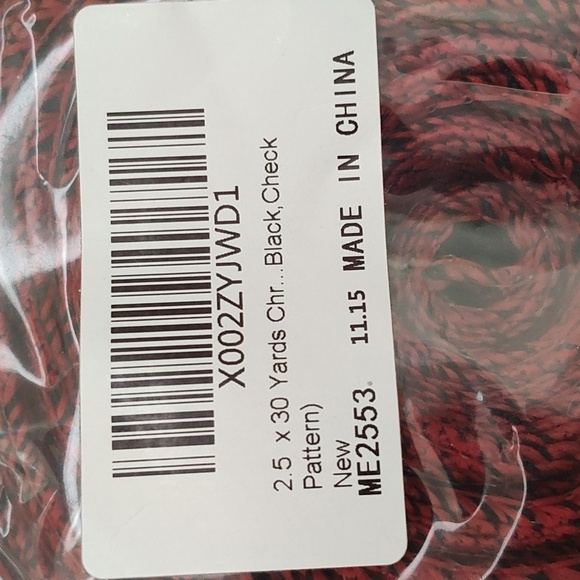 X002ZYJWD1
2.5 x 30 Yards Chr...Black,Check
Pattern)
New
ME2553. 11.15 MADE IN CHINA